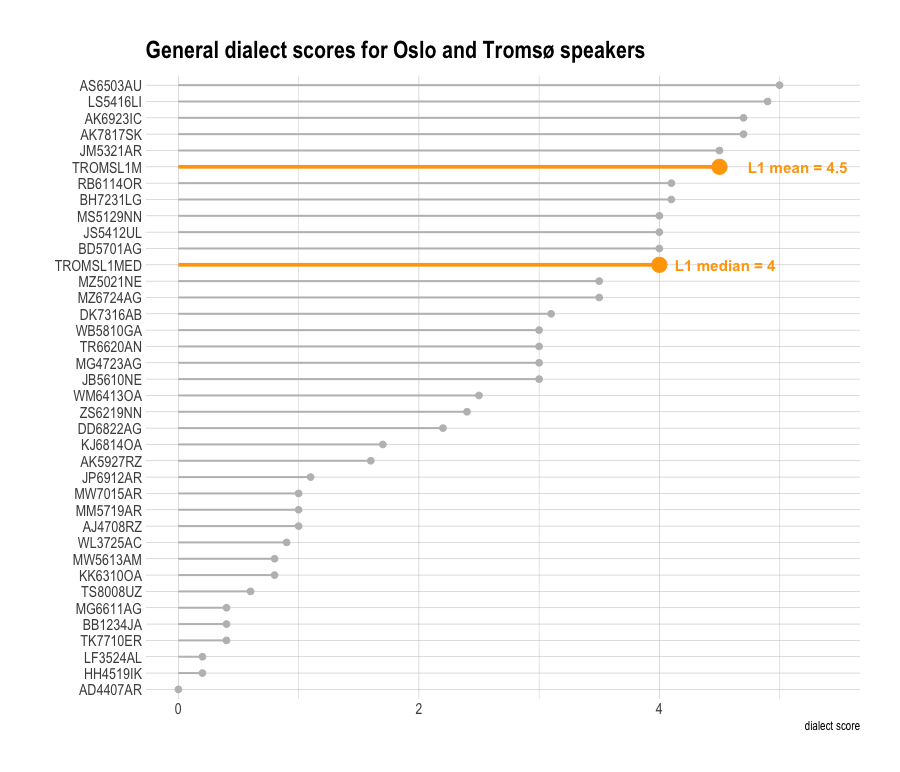 General dialect scores for Oslo and Tromsø speakers
AS6503AU
LS5416LI
AK6923IC
AK7817SK
JM5321AR
TROMSL1M L1 mean = 4.5
RB6114OR
BH7231LG
MS5129NN
JS5412UL
BD5701AG
TROMSL1MED L1 median = 4
MZ5021NE
MZ6724AG
DK7316AB
WB5810GA
TR6620AN
MG4723AG
JB5610NE
WM6413OA
ZS6219NN
DD6822AG
KJ6814OA
AK5927RZ
JP6912AR
MW7015AR
MM5719AR
AJ4708RZ
WL3725AC
MW5613AM
KK6310OA
TS8008UZ
MG6611AG
BB1234JA
TK7710ER
LF3524AL
HH4519IK
AD4407AR
0 2 4
dialect score